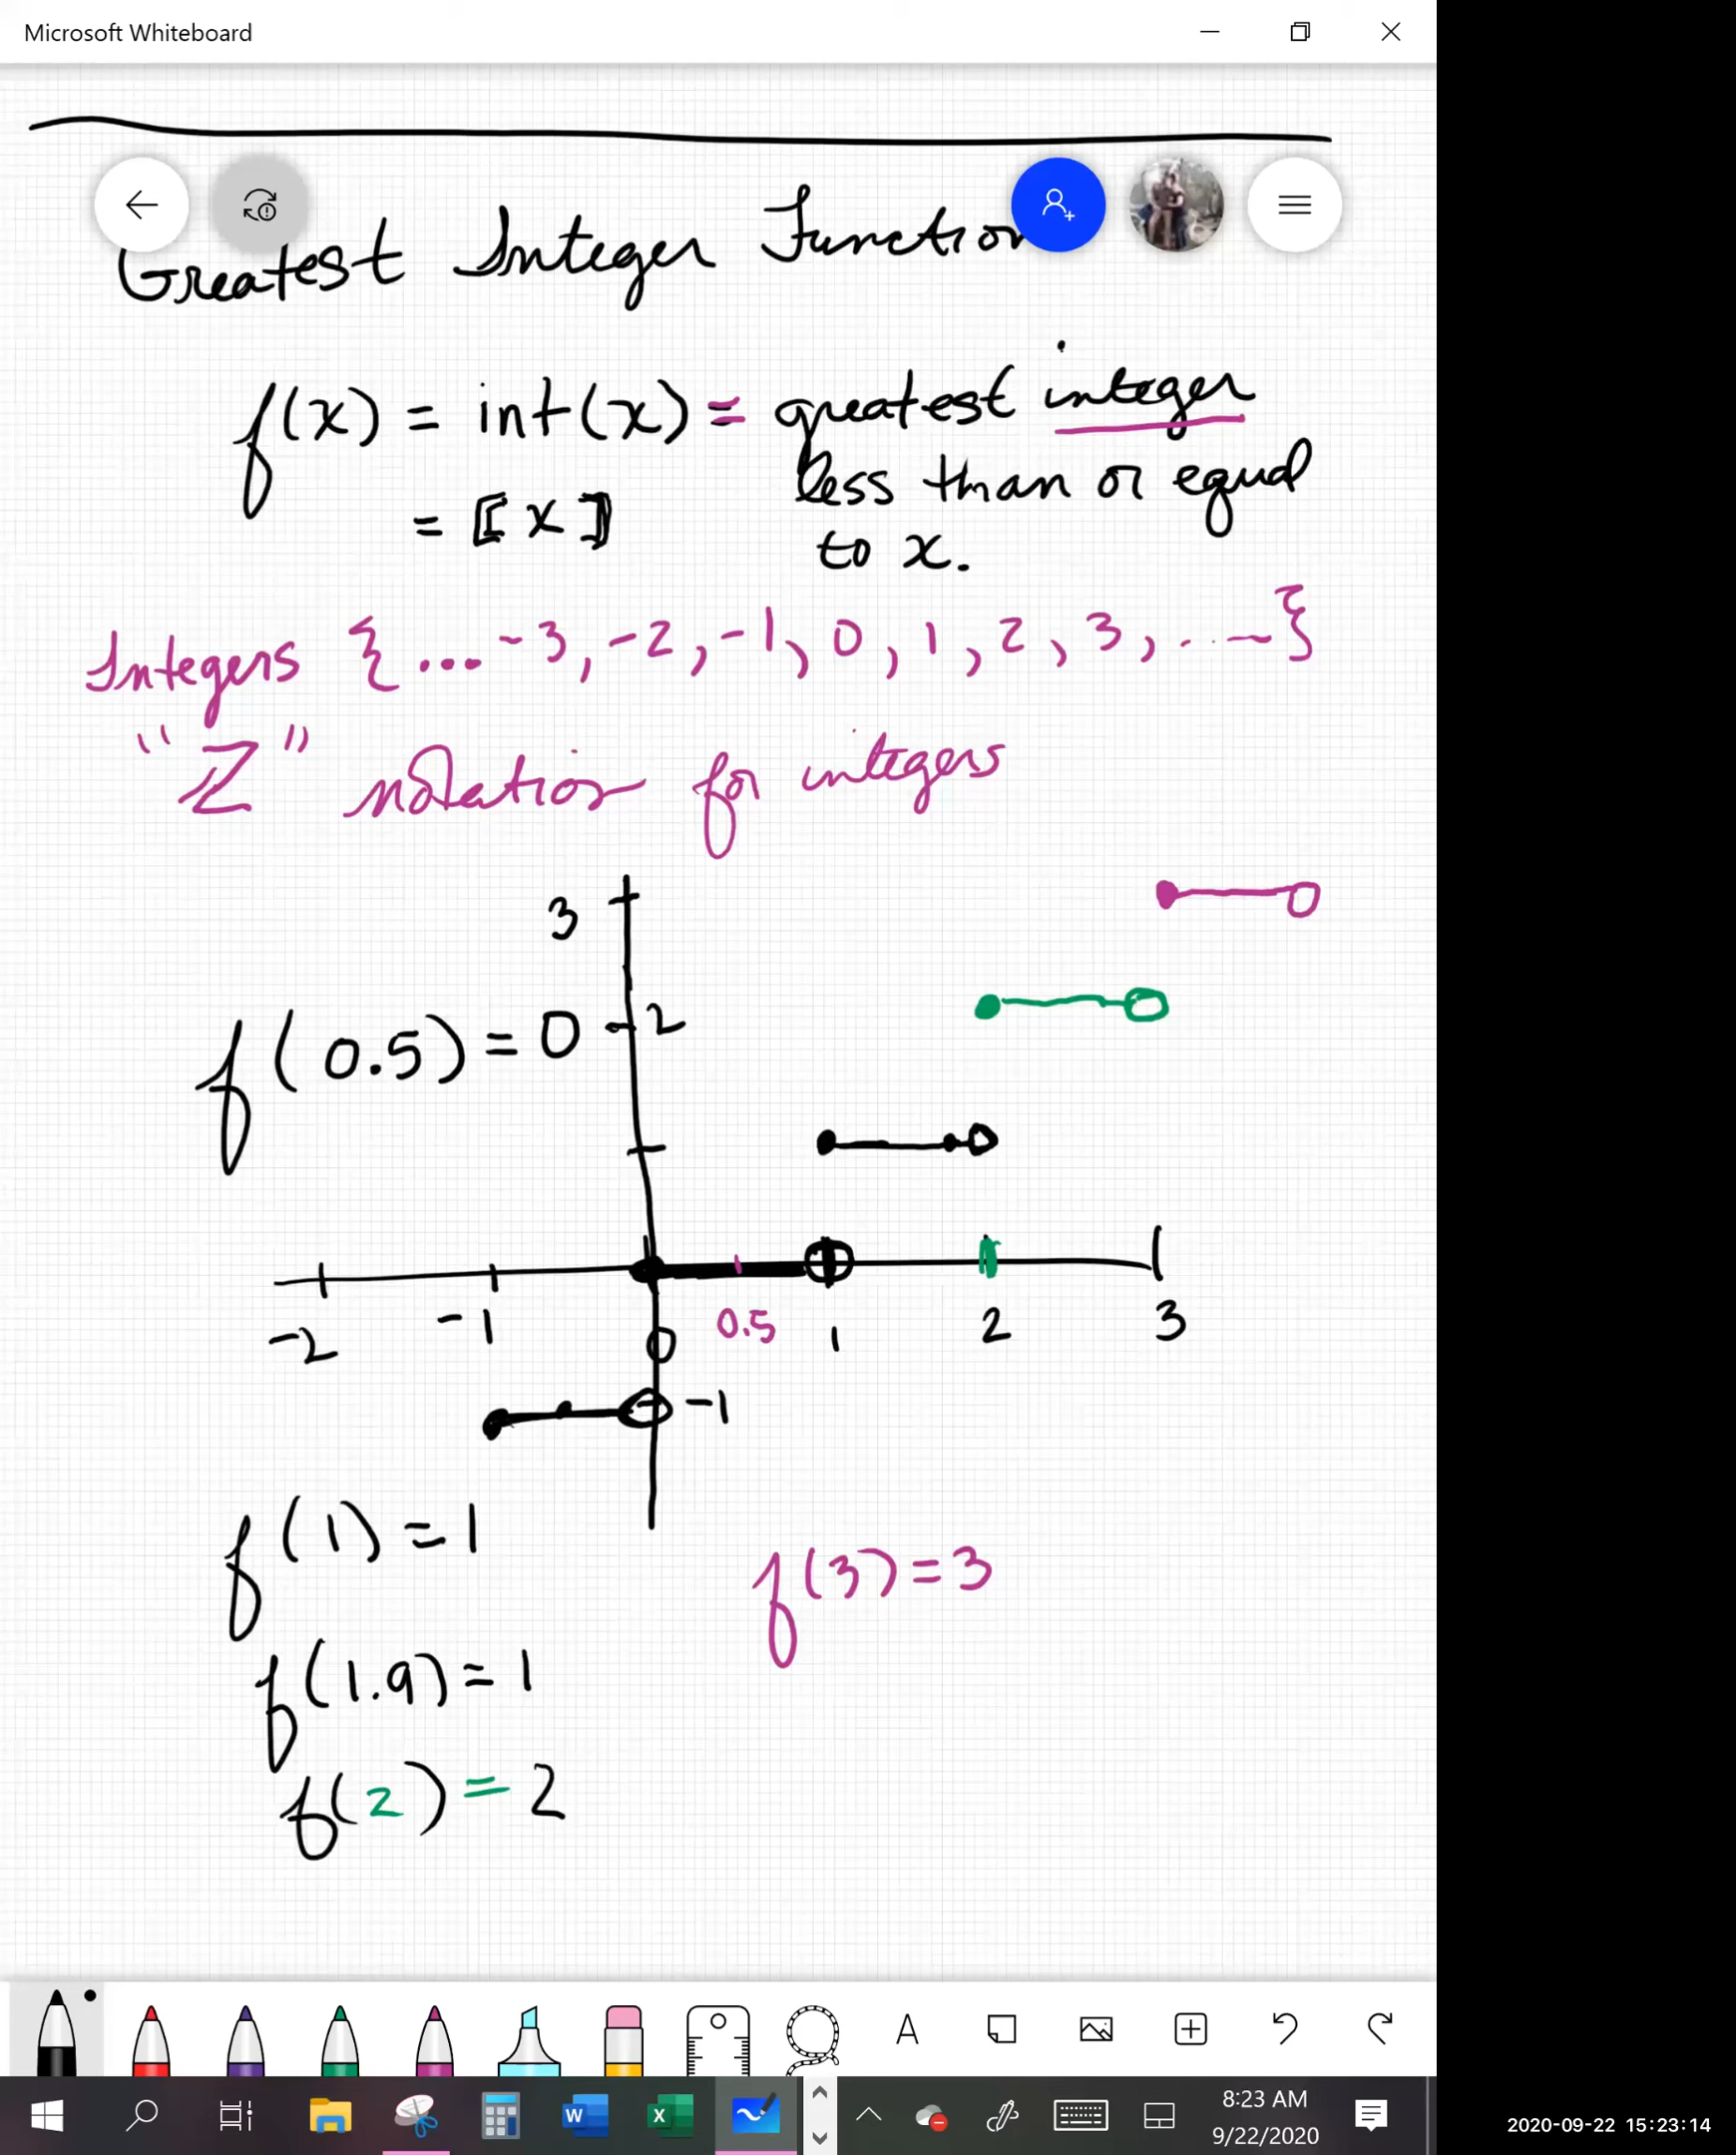 Microsoft Whiteboard
Greatest Integer Function
f(x) = int(x) = greatest integer
less than or equal
= ⟦x⟧
to x.
Integers {... -3, -2, -1, 0, 1, 2, 3, ...}
"ℤ" notation for integers
3
f(0.5) = 0
2
-2
-1
0
0.5
1
2
3
-1
f(1) = 1
f(3) = 3
f(1.9) = 1
f(2) = 2
A
W
X
8:23 AM
9/22/2020
2020-09-22 15:23:14